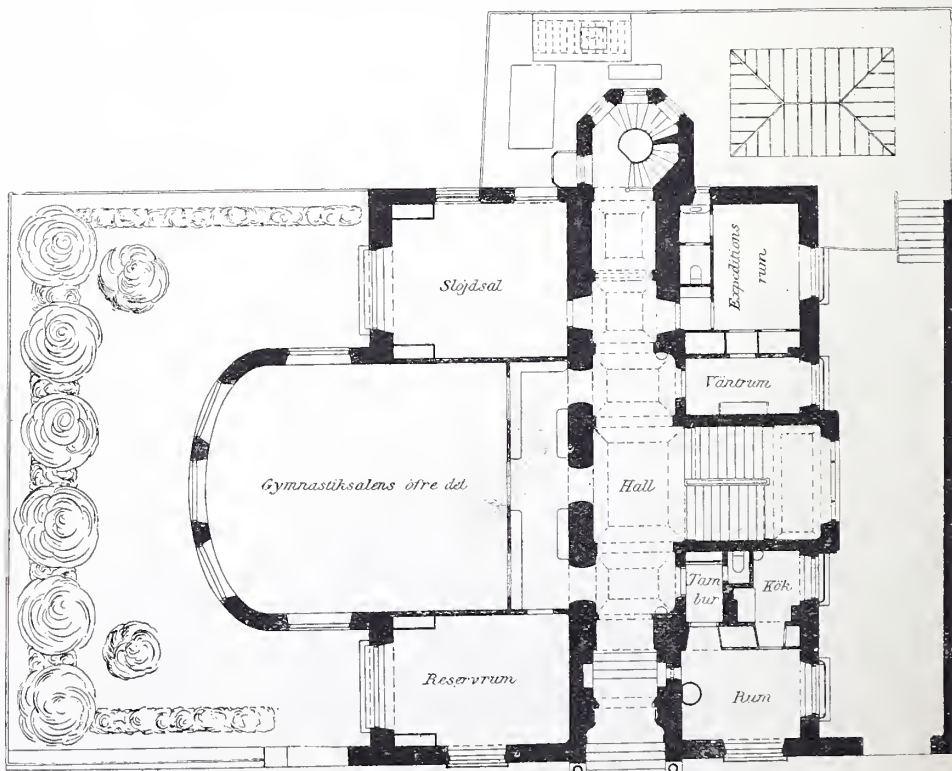 Slöjdsal
Expeditions
rum
Väntrum
Gymnastiksalens öfre del
Hall
Tam
bur
Kök
Reservrum
Rum